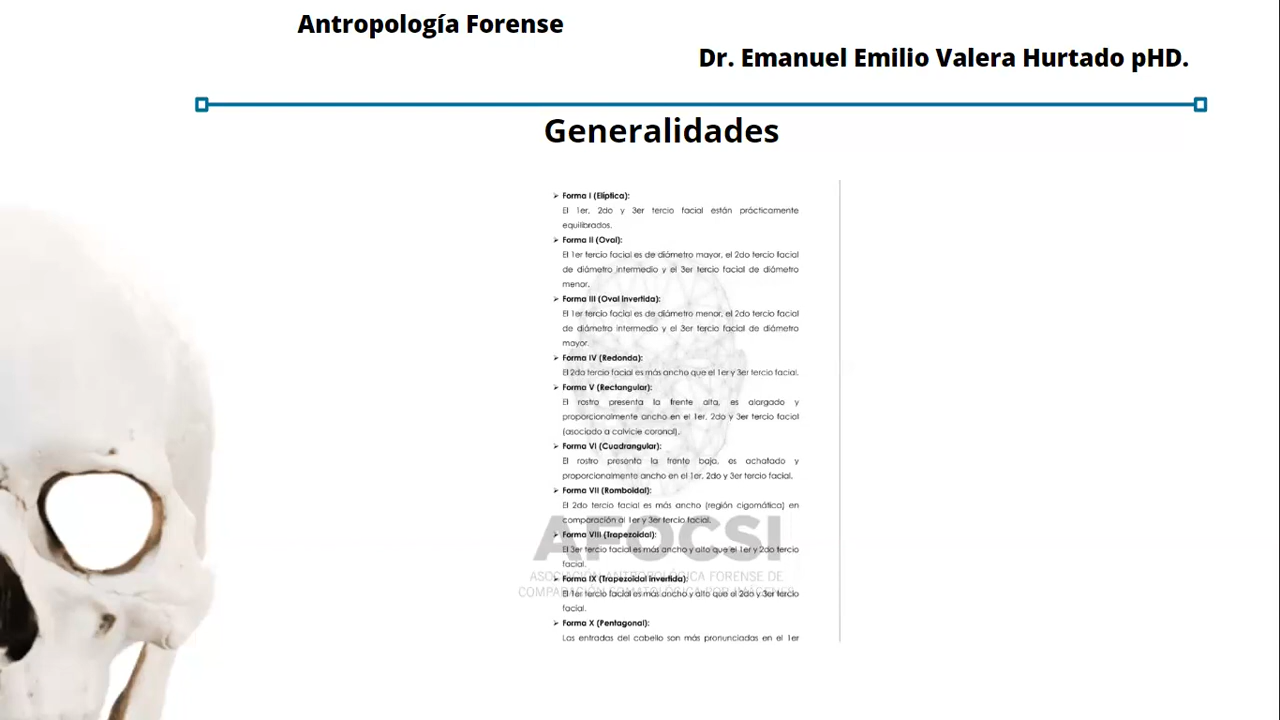 Antropología Forense
Dr. Emanuel Emilio Valera Hurtado pHD.
Generalidades
➢ Forma I (Elíptica):
El 1er, 2do y 3er tercio facial están prácticamente
equilibrados.
➢ Forma II (Oval):
El 1er tercio facial es de diámetro mayor, el 2do tercio facial
de diámetro intermedio y el 3er tercio facial de diámetro
menor.
➢ Forma III (Oval invertida):
El 1er tercio facial es de diámetro menor, el 2do tercio facial
de diámetro intermedio y el 3er tercio facial de diámetro
mayor.
➢ Forma IV (Redonda):
El 2do tercio facial es más ancho que el 1er y 3er tercio facial.
➢ Forma V (Rectangular):
El rostro presenta la frente alta, es alargado y
proporcionalmente ancho en el 1er, 2do y 3er tercio facial
(asociado a calvicie coronal).
➢ Forma VI (Cuadrangular):
El rostro presenta la frente baja, es achatado y
proporcionalmente ancho en el 1er, 2do y 3er tercio facial.
➢ Forma VII (Romboidal):
El 2do tercio facial es más ancho (región cigomática) en
comparación al 1er y 3er tercio facial.
➢ Forma VIII (Trapezoidal):
El 3er tercio facial es más ancho y alto que el 1er y 2do tercio
facial.
➢ Forma IX (Trapezoidal invertida):
El 1er tercio facial es más ancho y alto que el 2do y 3er tercio
facial.
➢ Forma X (Pentagonal):
Las entradas del cabello son más pronunciadas en el 1er
AFOCSI
ASOCIACIÓN ANTROPOLÓGICA FORENSE DE